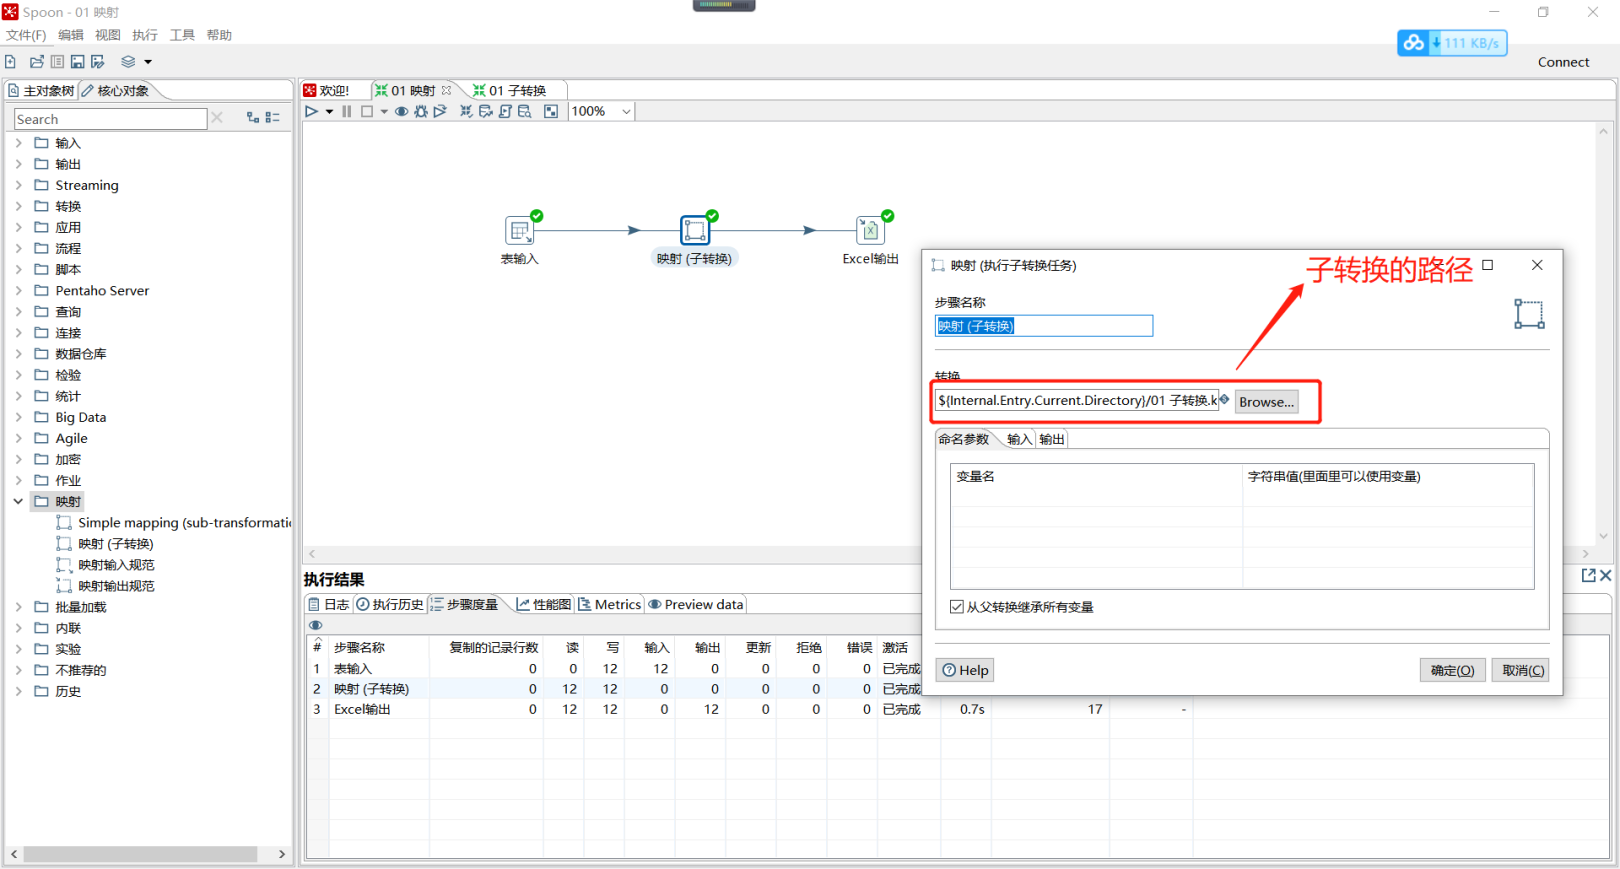 Spoon - 01 映射
文件(F) 编辑 视图 执行 工具 帮助
111 KB/s
Connect
主对象树 核心对象
欢迎! 01 映射 01 子转换
Search
100%
输入
输出
Streaming
转换
应用
流程
脚本
Pentaho Server
查询
连接
数据仓库
检验
统计
Big Data
Agile
加密
作业
映射
Simple mapping (sub-transformatio
映射 (子转换)
映射输入规范
映射输出规范
批量加载
内联
实验
不推荐的
历史
表输入
映射 (子转换)
Excel输出
映射 (执行子转换任务)
子转换的路径
步骤名称
映射 (子转换)
转换
${Internal.Entry.Current.Directory}/01 子转换.k
Browse...
命名参数 输入 输出
变量名 字符串值(里面里可以使用变量)
从父转换继承所有变量
Help 确定(O) 取消(C)
执行结果
日志 执行历史 步骤度量 性能图 Metrics Preview data
# 步骤名称 复制的记录行数 读 写 输入 输出 更新 拒绝 错误 激活
1 表输入 0 0 12 12 0 0 0 0 已完成
2 映射 (子转换) 0 12 12 0 0 0 0 0 已完成
3 Excel输出 0 12 12 0 12 0 0 0 已完成 0.7s 17 -